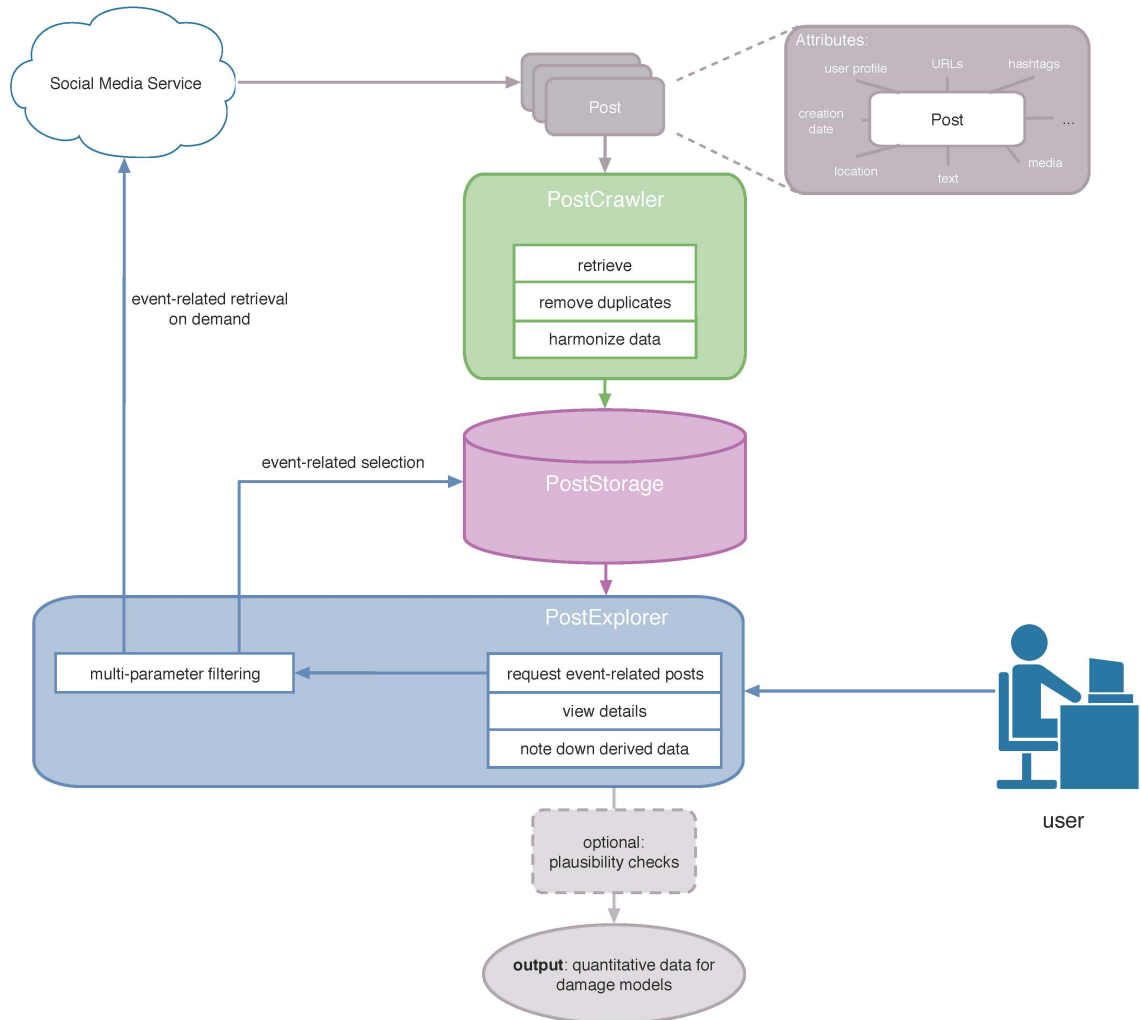 Social Media Service
Post
Attributes:
user profile
URLs
hashtags
creation
date
Post
...
location
text
media
PostCrawler
retrieve
remove duplicates
harmonize data
event-related retrieval
on demand
event-related selection
PostStorage
PostExplorer
multi-parameter filtering
request event-related posts
view details
note down derived data
user
optional:
plausibility checks
output: quantitative data for
damage models